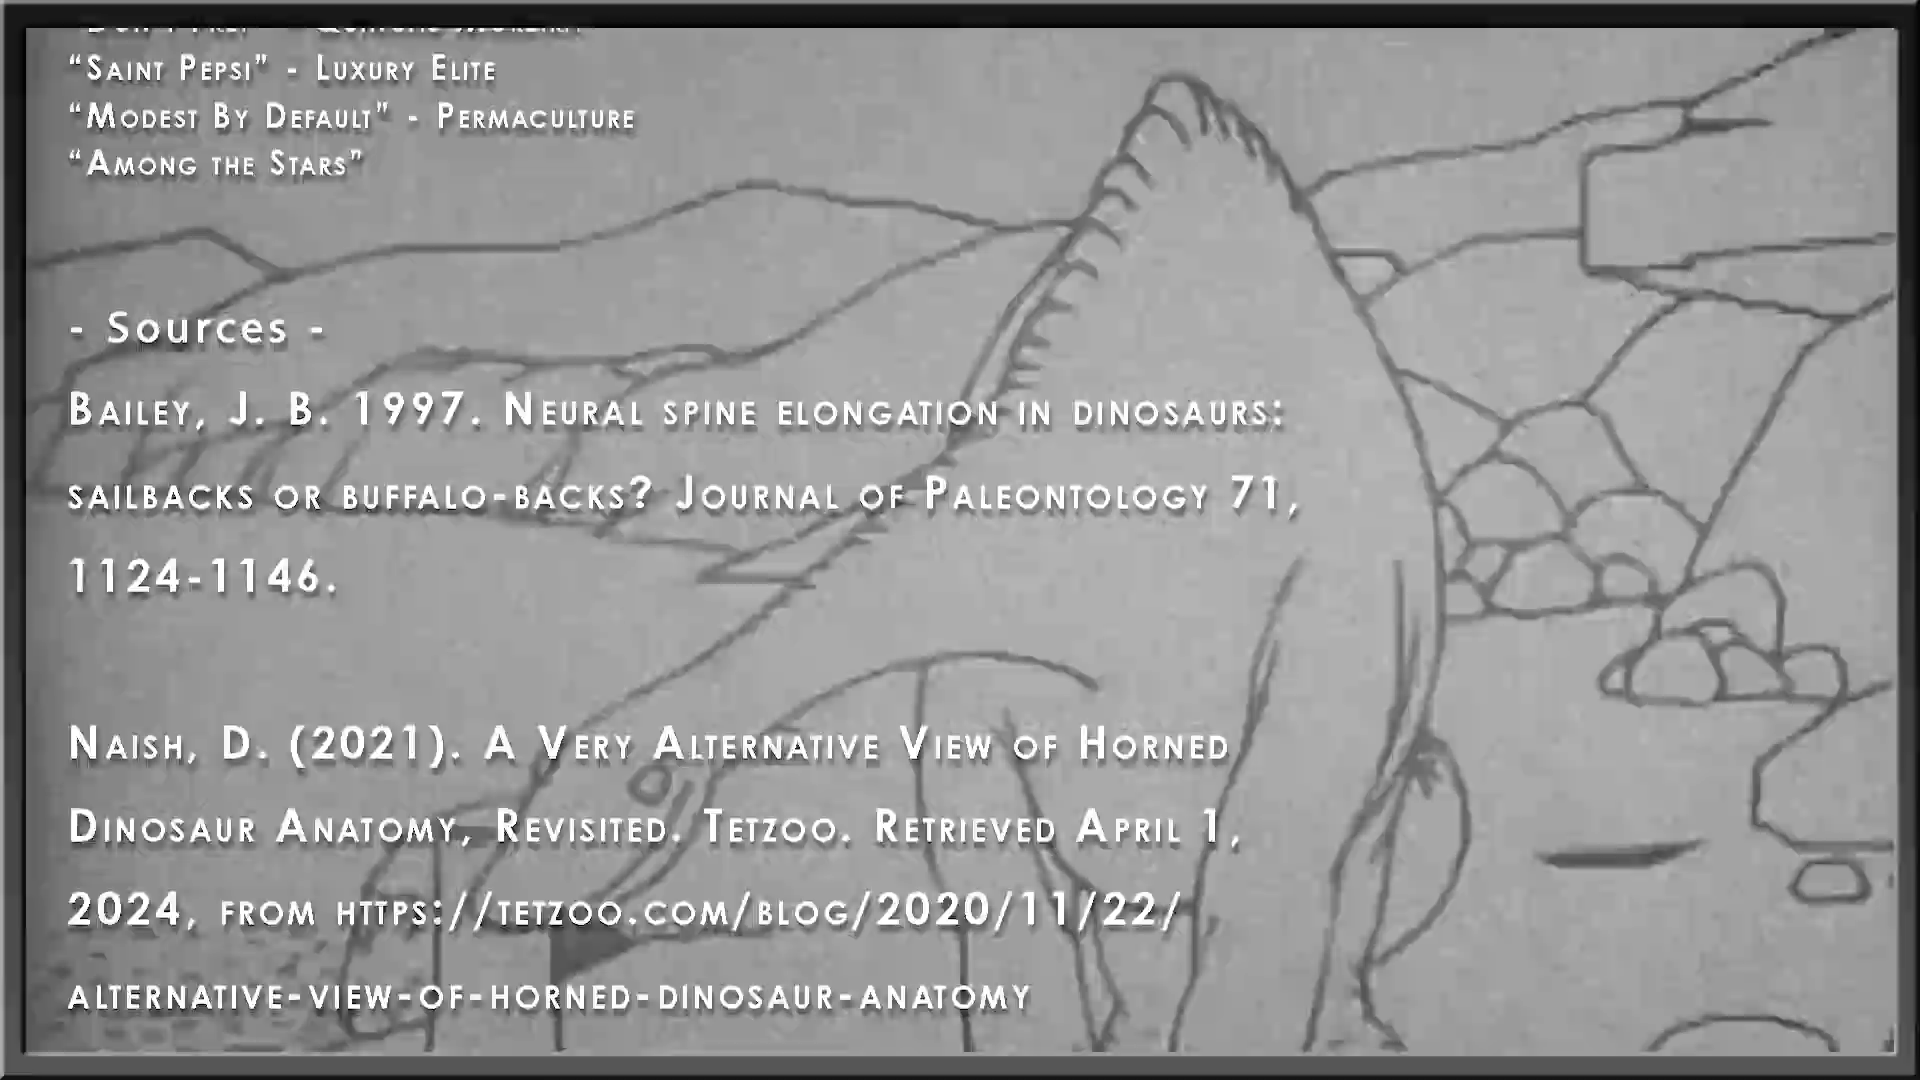 “Saint Pepsi” - Luxury Elite
“Modest By Default” - Permaculture
“Among the Stars”
- Sources -
Bailey, J. B. 1997. Neural spine elongation in dinosaurs:
sailbacks or buffalo-backs? Journal of Paleontology 71,
1124-1146.
Naish, D. (2021). A Very Alternative View of Horned
Dinosaur Anatomy, Revisited. Tetzoo. Retrieved April 1,
2024, from https://tetzoo.com/blog/2020/11/22/
alternative-view-of-horned-dinosaur-anatomy